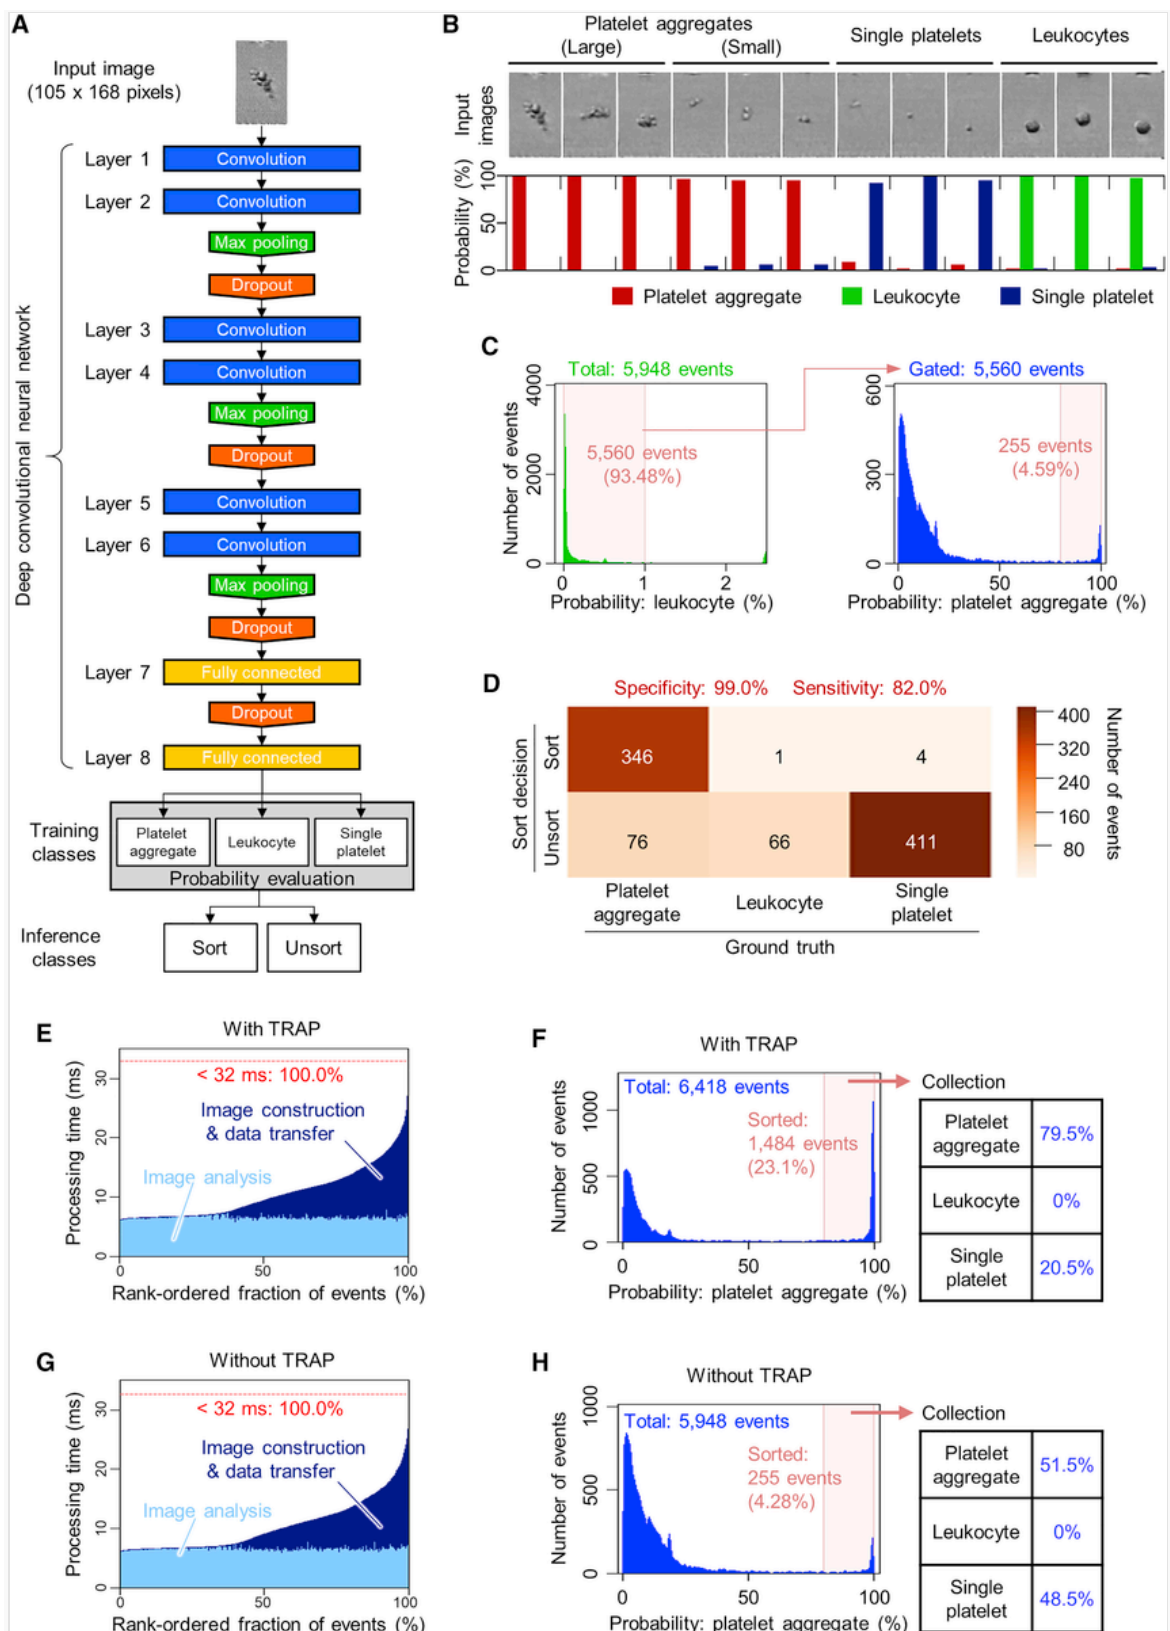 A
Input image
(105 x 168 pixels)
Deep convolutional neural network
Layer 1
Convolution
Layer 2
Convolution
Max pooling
Dropout
Layer 3
Convolution
Layer 4
Convolution
Max pooling
Dropout
Layer 5
Convolution
Layer 6
Convolution
Max pooling
Dropout
Layer 7
Fully connected
Dropout
Layer 8
Fully connected
Training
classes
Platelet
aggregate
Leukocyte
Single
platelet
Probability evaluation
Inference
classes
Sort
Unsort
B
Platelet aggregates
(Large)
(Small)
Single platelets
Leukocytes
Input
images
Probability (%)
100
50
0
Platelet aggregate
Leukocyte
Single platelet
C
Total: 5,948 events
Number of events
4000
2000
0
5,560 events
(93.48%)
0
1
2
Probability: leukocyte (%)
Gated: 5,560 events
600
300
0
255 events
(4.59%)
0
50
100
Probability: platelet aggregate (%)
D
Specificity: 99.0%
Sensitivity: 82.0%
Sort decision
Sort
Unsort
346
1
4
76
66
411
Platelet
aggregate
Leukocyte
Single
platelet
Ground truth
400
320
240
160
80
Number of events
E
With TRAP
Processing time (ms)
30
20
10
0
< 32 ms: 100.0%
Image construction
& data transfer
Image analysis
0
50
100
Rank-ordered fraction of events (%)
F
With TRAP
Number of events
1000
500
0
Total: 6,418 events
Sorted:
1,484 events
(23.1%)
0
50
100
Probability: platelet aggregate (%)
Collection
Platelet
aggregate
79.5%
Leukocyte
0%
Single
platelet
20.5%
G
Without TRAP
Processing time (ms)
30
20
10
0
< 32 ms: 100.0%
Image construction
& data transfer
Image analysis
0
50
100
Rank-ordered fraction of events (%)
H
Without TRAP
Number of events
1000
500
0
Total: 5,948 events
Sorted:
255 events
(4.28%)
0
50
100
Probability: platelet aggregate (%)
Collection
Platelet
aggregate
51.5%
Leukocyte
0%
Single
platelet
48.5%